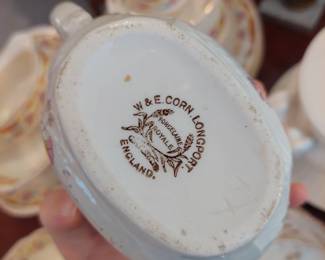 W & E. CORN. LONGPORT
PORCELAINE
ROYALE
ENGLAND.